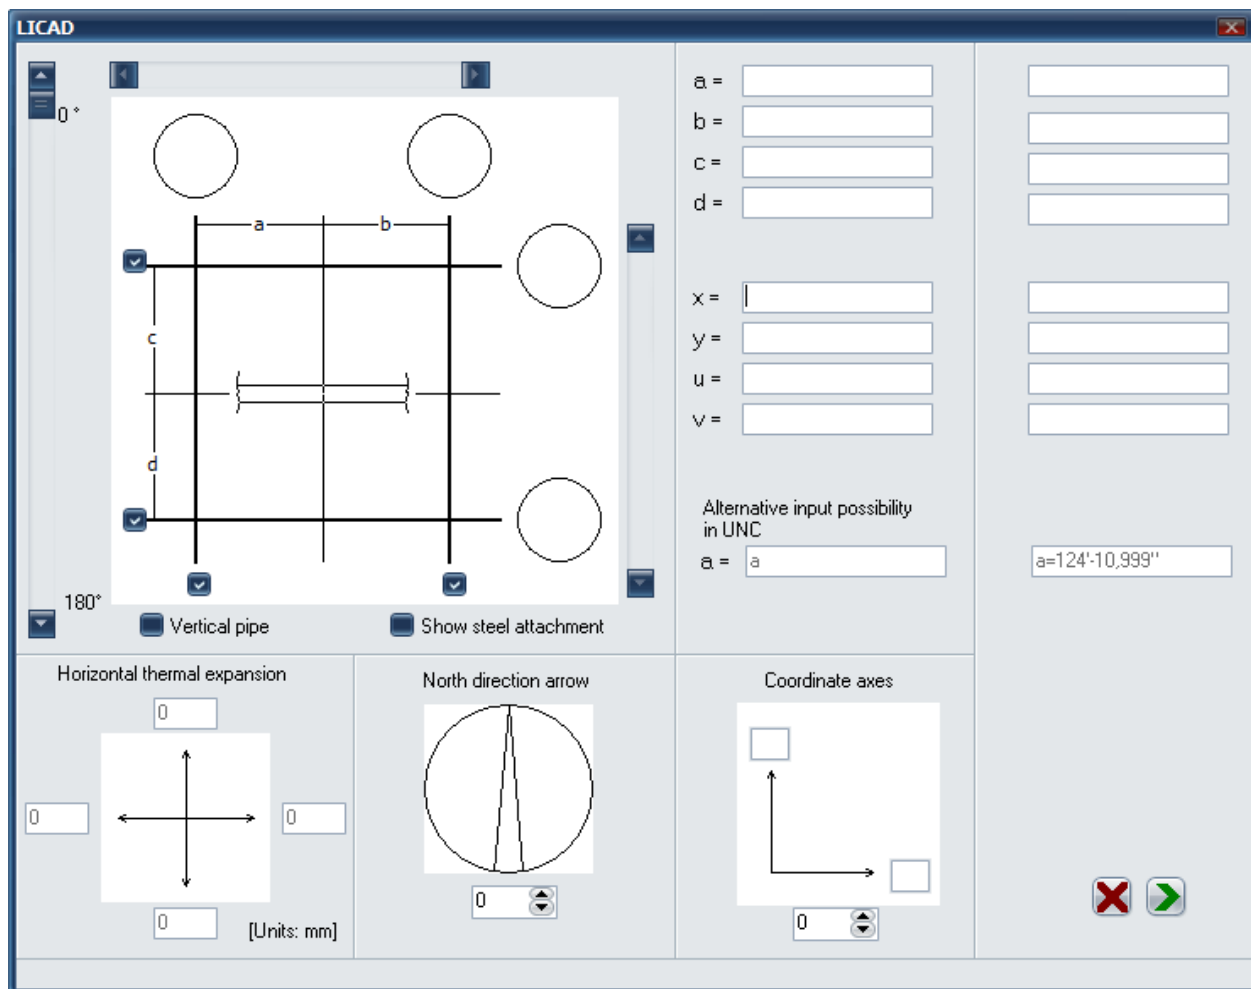 LICAD
0 °
a
b
c
d
180°
Vertical pipe
Show steel attachment
a =
b =
c =
d =
x =
y =
u =
v =
Alternative input possibility
in UNC
a =
a
a=124'-10,999"
Horizontal thermal expansion
0
0
0
0
[Units: mm]
North direction arrow
0
Coordinate axes
0